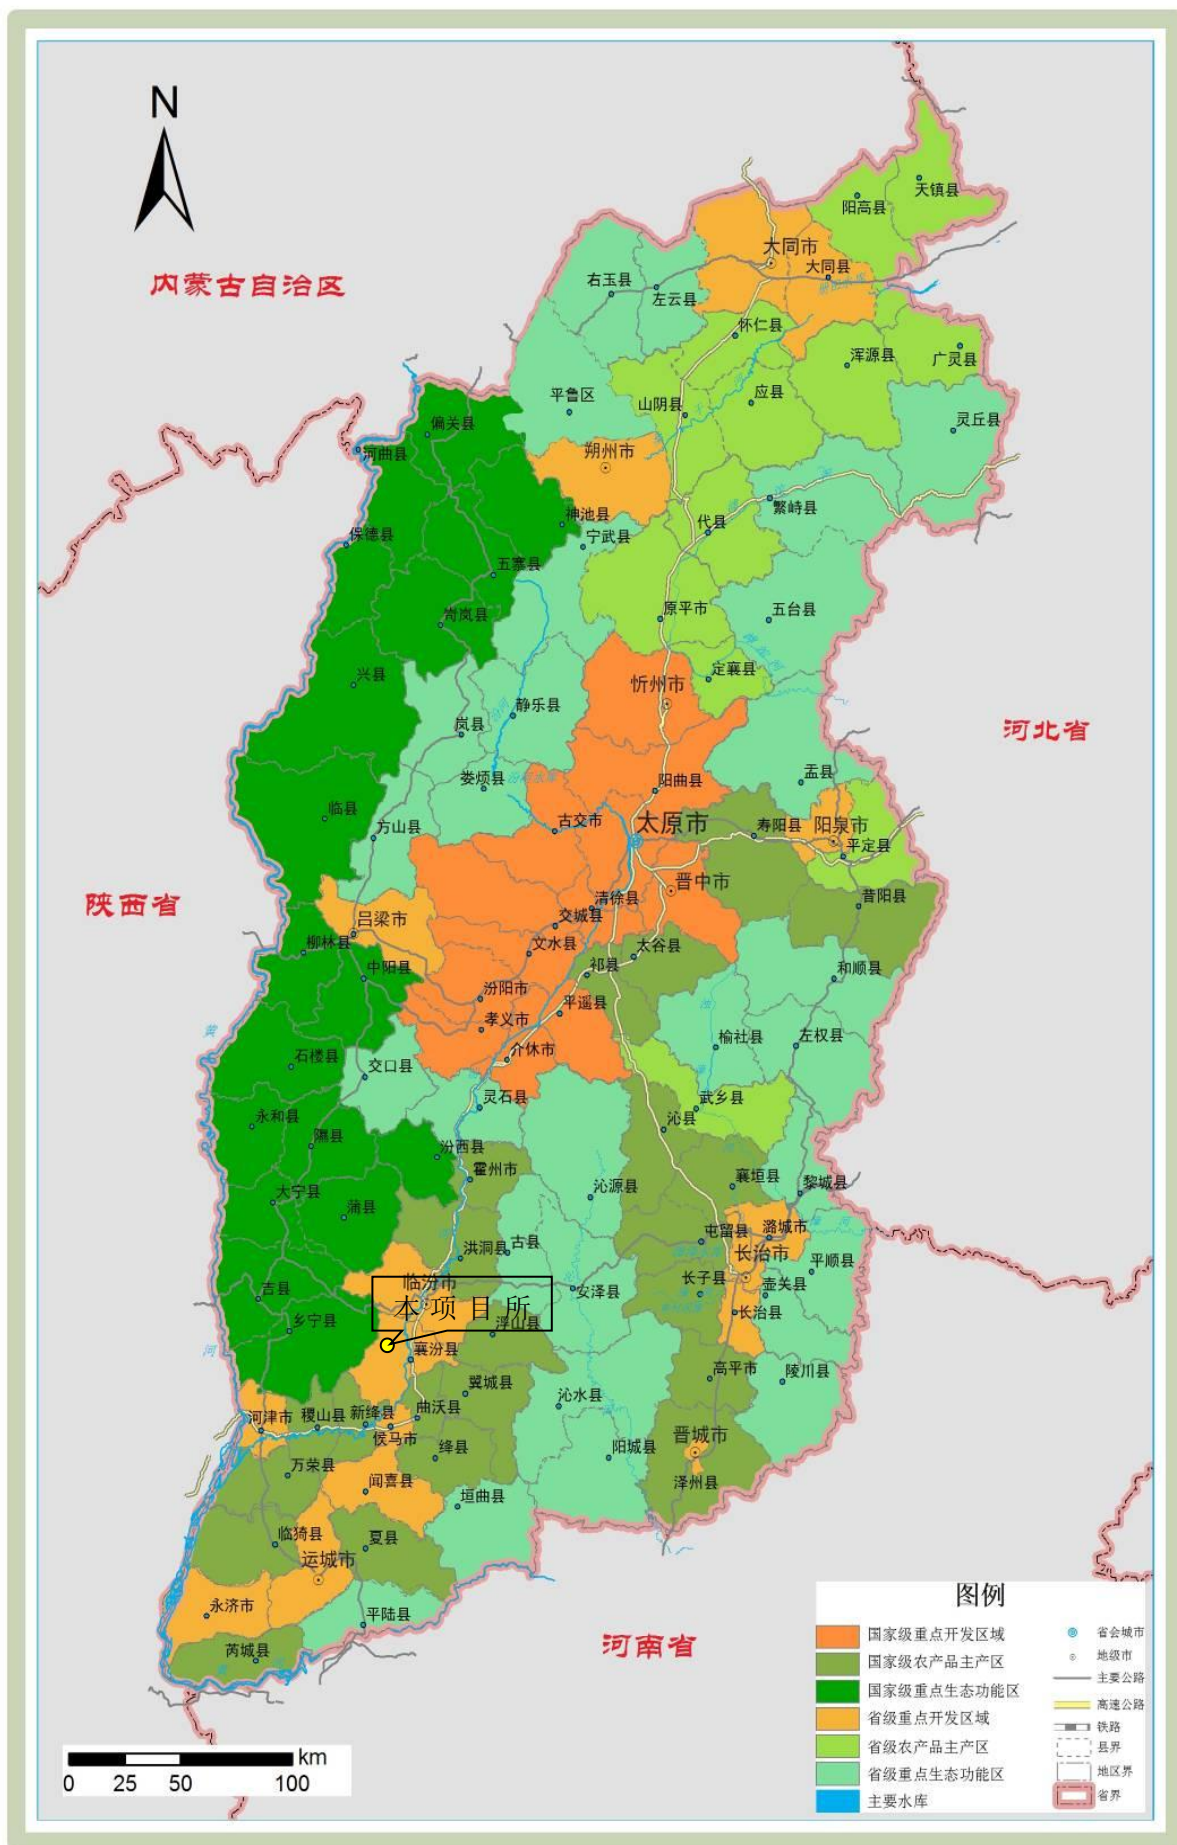 N
内蒙古自治区
天镇县
阳高县
大同市
大同县
右玉县
左云县
怀仁县
浑源县
广灵县
平鲁区
应县
山阴县
灵丘县
偏关县
河曲县
朔州市
繁峙县
神池县
代县
保德县
宁武县
五寨县
岢岚县
原平市
五台县
兴县
忻州市
定襄县
静乐县
汾河
岚县
河北省
娄烦县
阳曲县
盂县
临县
古交市
太原市
寿阳县
阳泉市
方山县
平定县
陕西省
晋中市
清徐县
昔阳县
吕梁市
交城县
柳林县
文水县
太谷县
中阳县
祁县
和顺县
汾阳市
平遥县
孝义市
黄
榆社县
左权县
介休市
石楼县
交口县
灵石县
武乡县
永和县
沁县
隰县
汾西县
霍州市
襄垣县
大宁县
沁源县
黎城县
蒲县
潞城市
漳河
屯留县
洪洞县
古县
长治市
平顺县
临汾市
长子县
安泽县
壶关县
吉县
本项目所
长治县
乡宁县
浮山县
河
襄汾县
高平市
陵川县
翼城县
沁水县
河津市
稷山县
新绛县
曲沃县
侯马市
晋城市
绛县
阳城县
万荣县
闻喜县
泽州县
垣曲县
临猗县
夏县
运城市
永济市
平陆县
河南省
芮城县
图例
国家级重点开发区域
国家级农产品主产区
国家级重点生态功能区
省级重点开发区域
省级农产品主产区
省级重点生态功能区
主要水库
省会城市
地级市
主要公路
高速公路
铁路
县界
地区界
省界
km
0 25 50 100